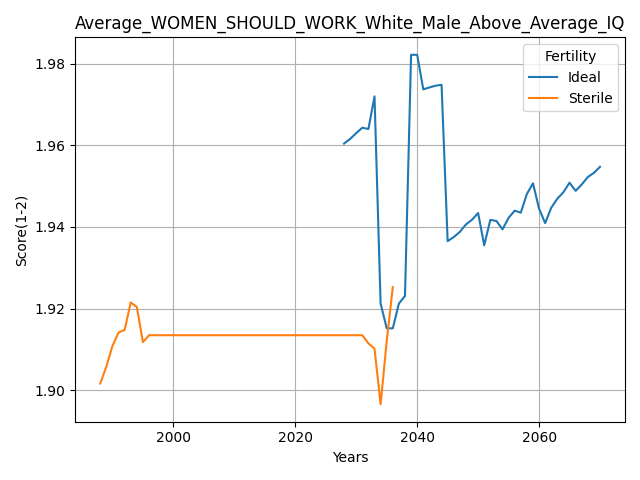 Average_WOMEN_SHOULD_WORK_White_Male_Above_Average_IQ
Fertility
Ideal
Sterile
Score(1-2)
1.98
1.96
1.94
1.92
1.90
2000 2020 2040 2060
Years